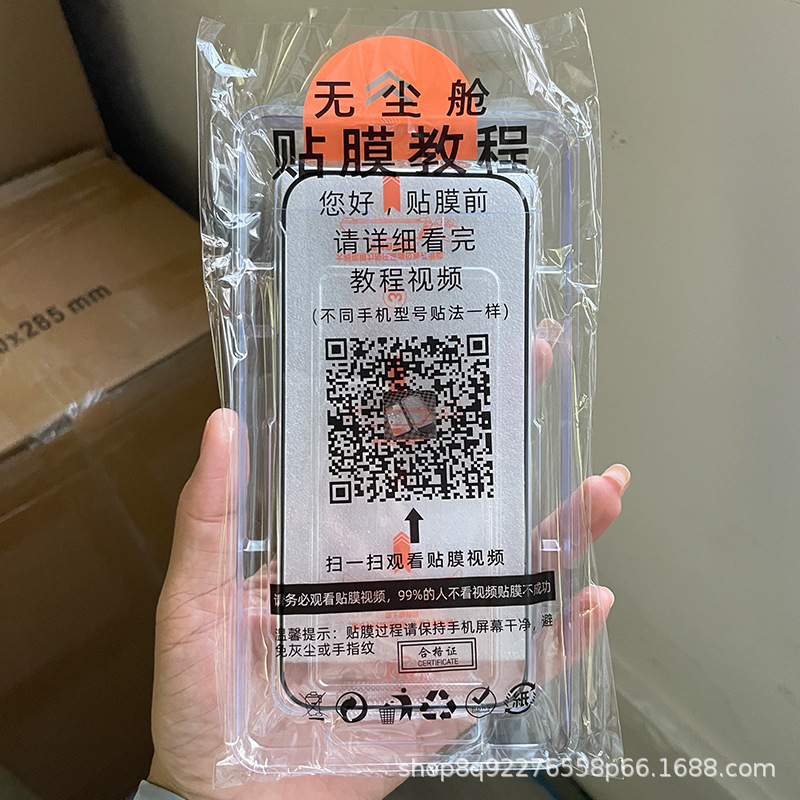 无尘舱
贴膜教程
您好，贴膜前
请详细看完
教程视频
(不同手机型号贴法一样)
扫一扫观看贴膜视频
请务必观看贴膜视频，99%的人不看视频贴膜不成功
温馨提示：贴膜过程请保持手机屏幕干净，避
免灰尘或手指纹
合格证
CERTIFICATE
紙
0×285 mm
shop8q92276558p66.1688.com